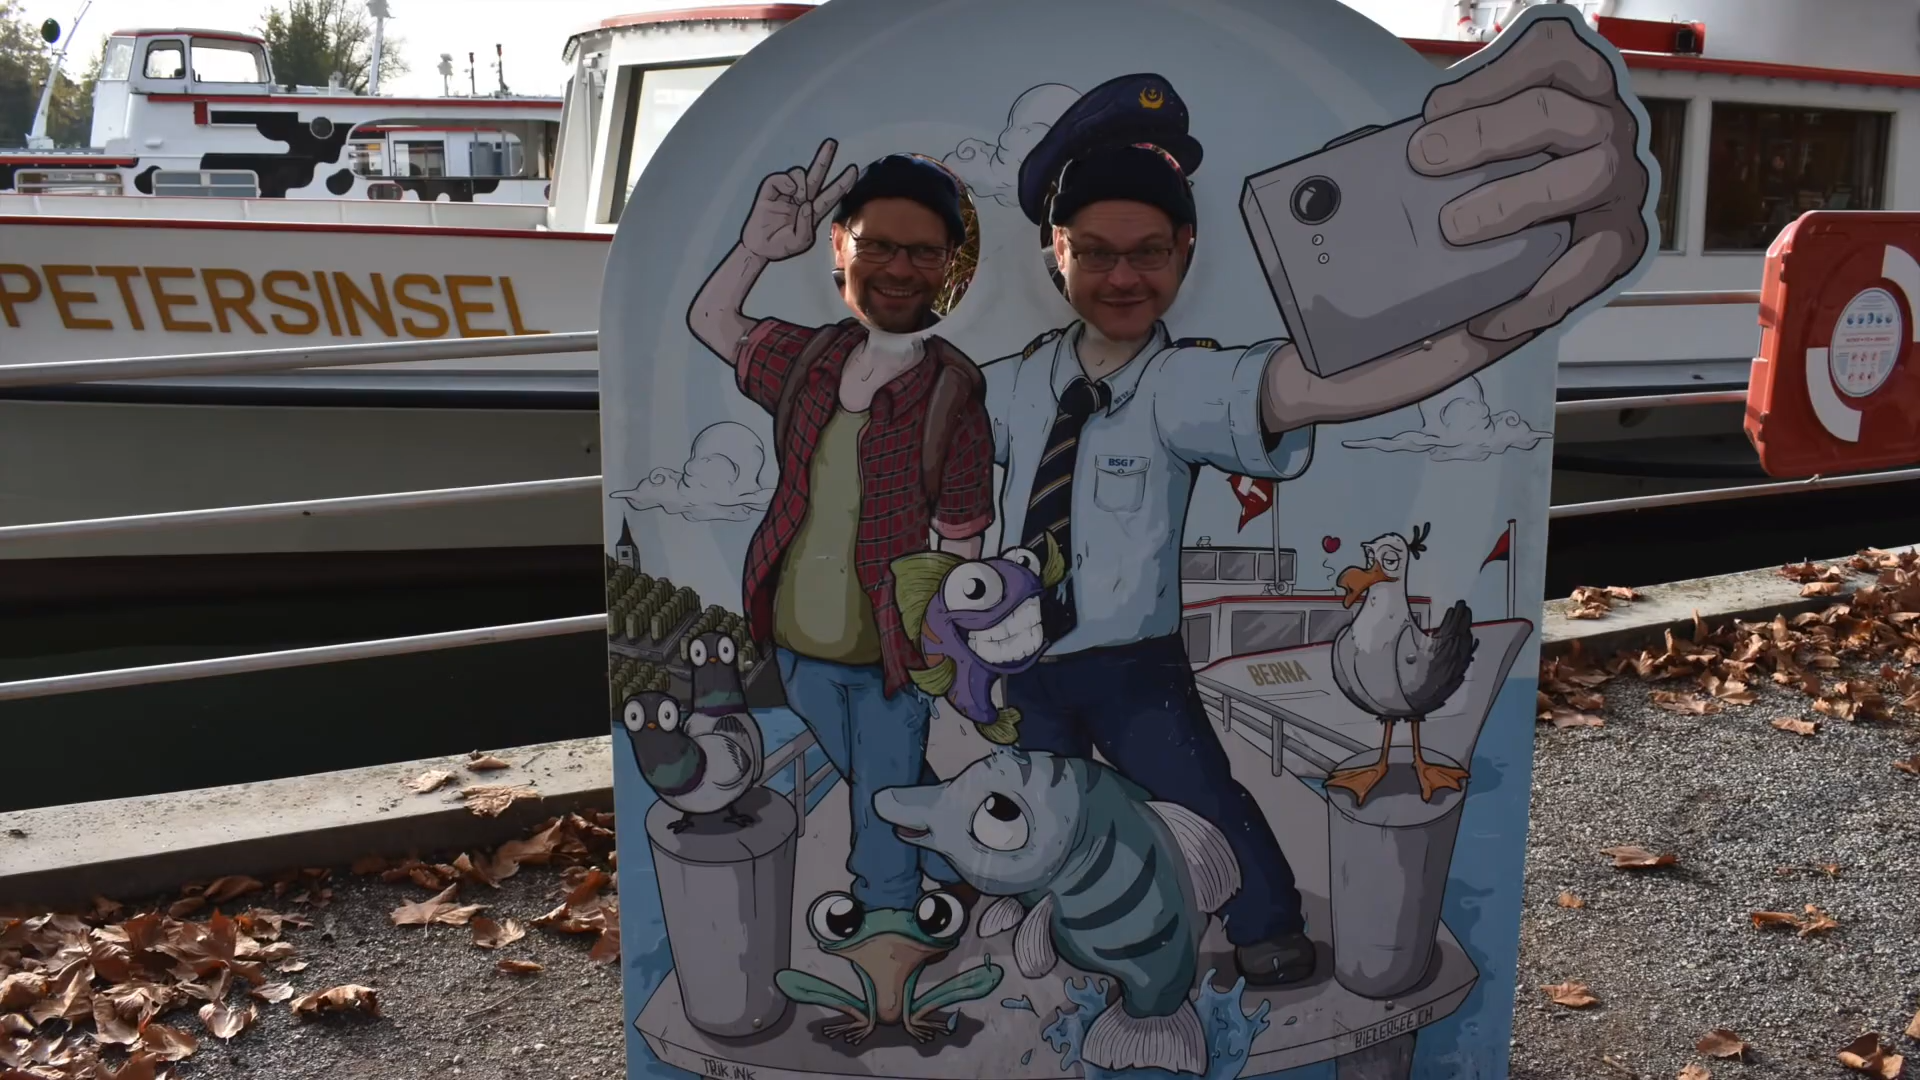 PETERSINSEL
BSG
BERNA
BIELERSEE.CH
TRIK.INK